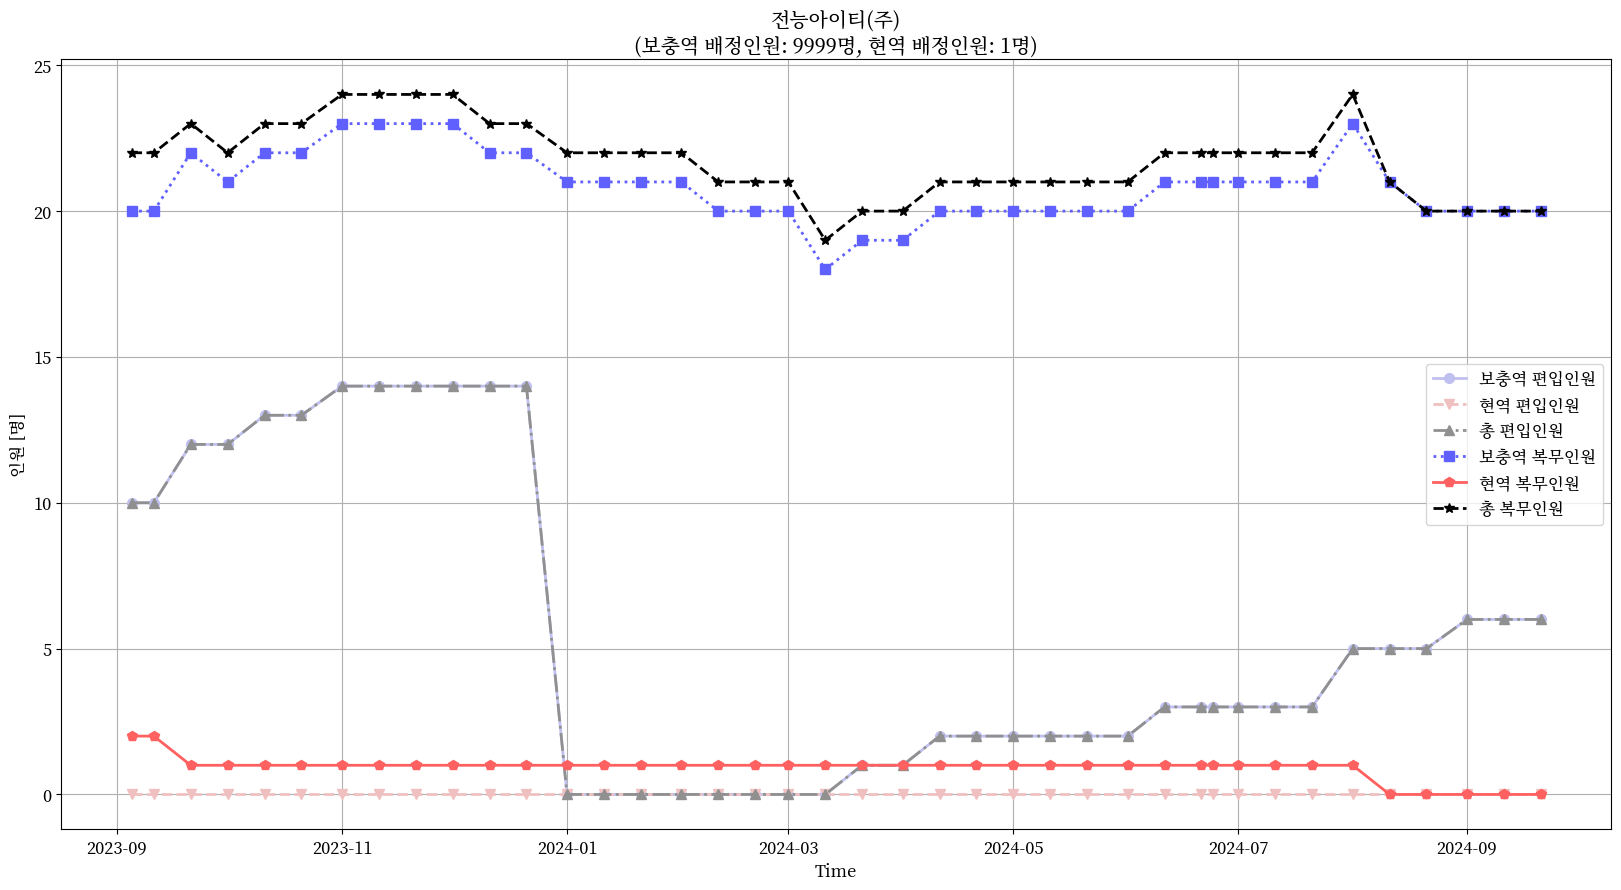 전능아이티(주)
(보충역 배정인원: 9999명, 현역 배정인원: 1명)
25
20
15
10
5
0
인원 [명]
보충역 편입인원
현역 편입인원
총 편입인원
보충역 복무인원
현역 복무인원
총 복무인원
2023-09
2023-11
2024-01
2024-03
2024-05
2024-07
2024-09
Time